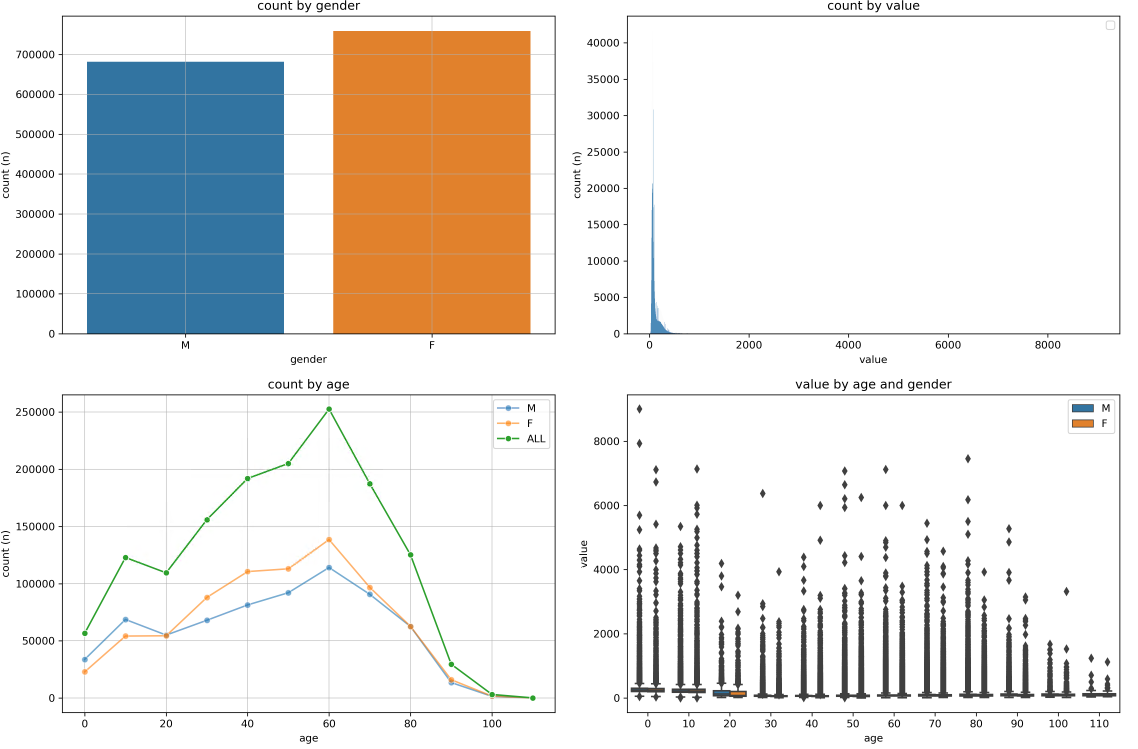 count by gender
count (n)
700000
600000
500000
400000
300000
200000
100000
0
M
F
gender
count by value
count (n)
40000
35000
30000
25000
20000
15000
10000
5000
0
0
2000
4000
6000
8000
value
count by age
count (n)
250000
200000
150000
100000
50000
0
M
F
ALL
0
20
40
60
80
100
age
value by age and gender
value
8000
6000
4000
2000
0
M
F
0
10
20
30
40
50
60
70
80
90
100
110
age